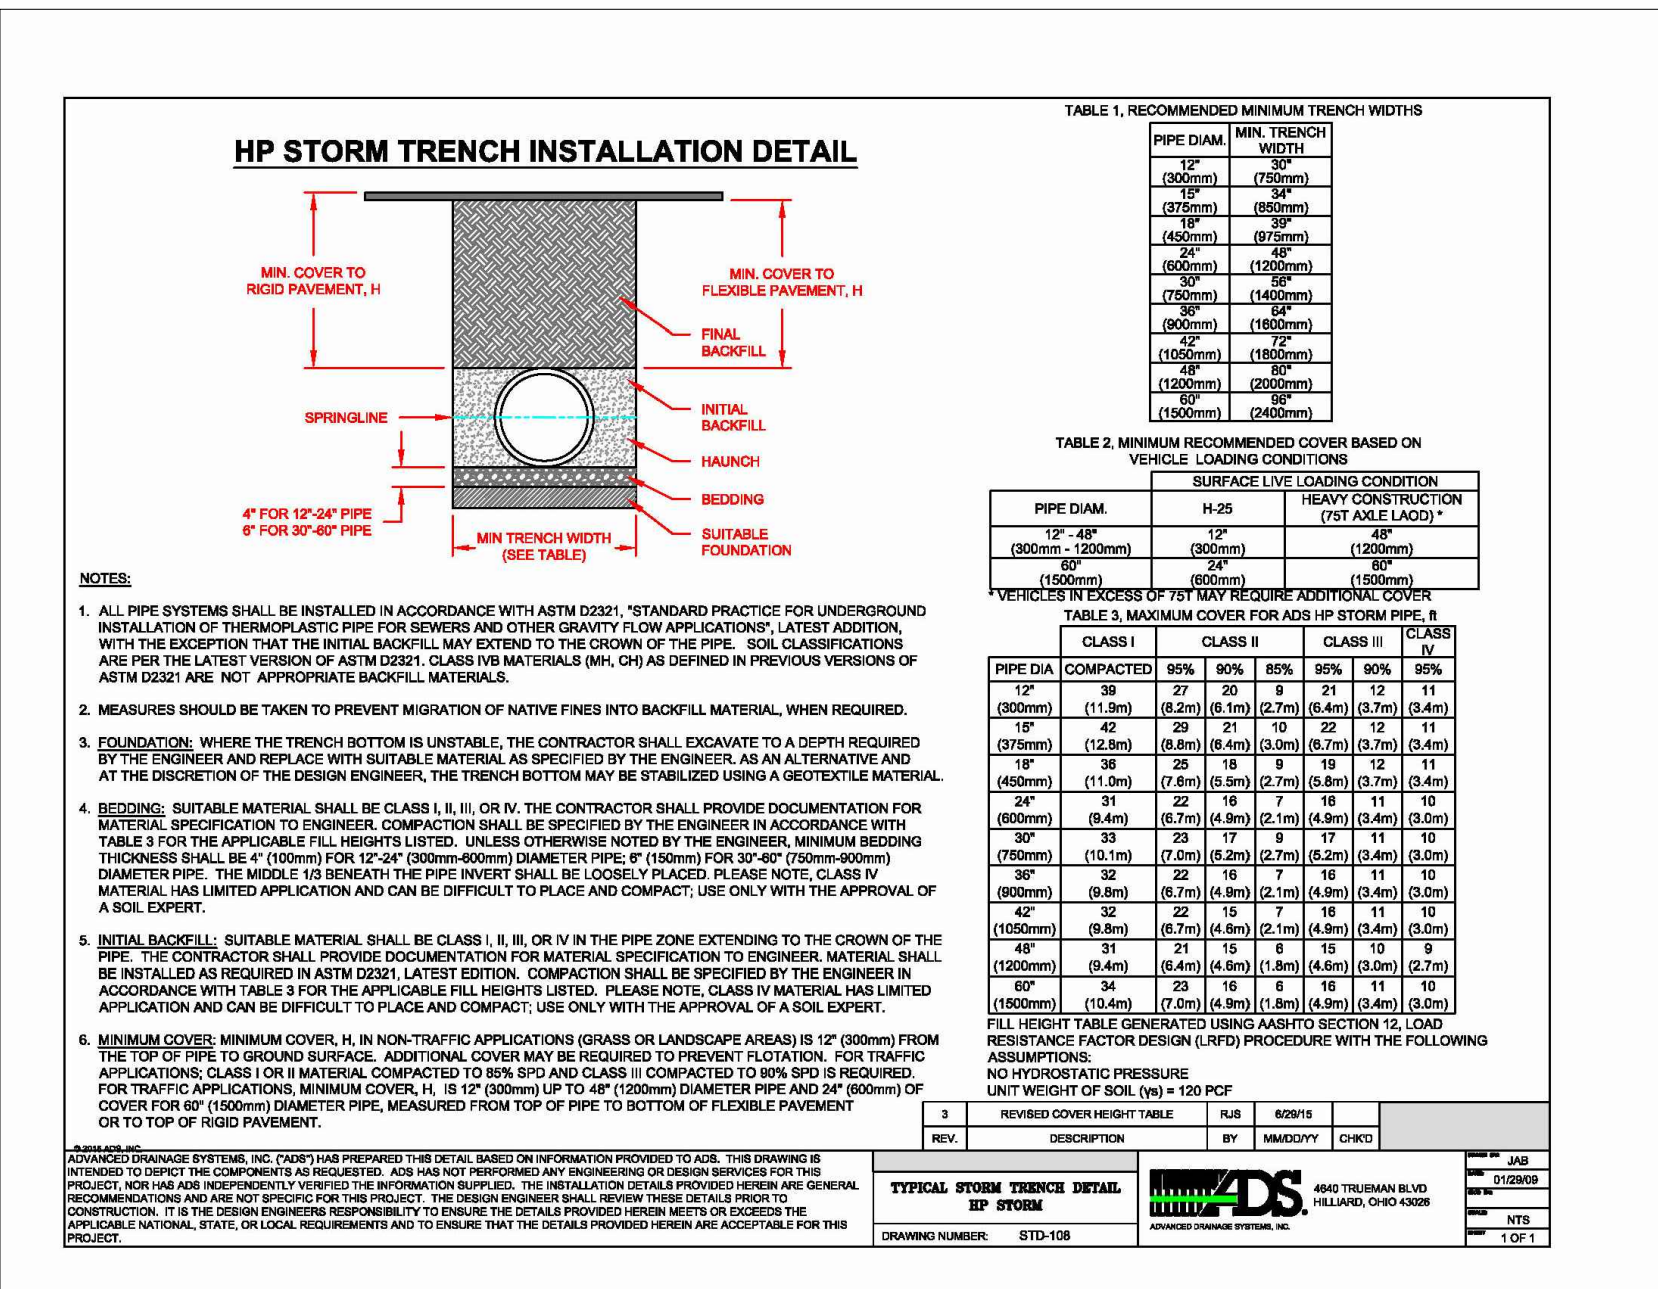 HP STORM TRENCH INSTALLATION DETAIL
MIN. COVER TO
RIGID PAVEMENT, H
MIN. COVER TO
FLEXIBLE PAVEMENT, H
FINAL
BACKFILL
SPRINGLINE
INITIAL
BACKFILL
HAUNCH
BEDDING
4" FOR 12"-24" PIPE
6" FOR 30"-60" PIPE
MIN TRENCH WIDTH
(SEE TABLE)
SUITABLE
FOUNDATION
NOTES:
1. ALL PIPE SYSTEMS SHALL BE INSTALLED IN ACCORDANCE WITH ASTM D2321, "STANDARD PRACTICE FOR UNDERGROUND
INSTALLATION OF THERMOPLASTIC PIPE FOR SEWERS AND OTHER GRAVITY FLOW APPLICATIONS", LATEST ADDITION,
WITH THE EXCEPTION THAT THE INITIAL BACKFILL MAY EXTEND TO THE CROWN OF THE PIPE. SOIL CLASSIFICATIONS
ARE PER THE LATEST VERSION OF ASTM D2321. CLASS IVB MATERIALS (MH, CH) AS DEFINED IN PREVIOUS VERSIONS OF
ASTM D2321 ARE NOT APPROPRIATE BACKFILL MATERIALS.
2. MEASURES SHOULD BE TAKEN TO PREVENT MIGRATION OF NATIVE FINES INTO BACKFILL MATERIAL, WHEN REQUIRED.
3. FOUNDATION: WHERE THE TRENCH BOTTOM IS UNSTABLE, THE CONTRACTOR SHALL EXCAVATE TO A DEPTH REQUIRED
BY THE ENGINEER AND REPLACE WITH SUITABLE MATERIAL AS SPECIFIED BY THE ENGINEER. AS AN ALTERNATIVE AND
AT THE DISCRETION OF THE DESIGN ENGINEER, THE TRENCH BOTTOM MAY BE STABILIZED USING A GEOTEXTILE MATERIAL.
4. BEDDING: SUITABLE MATERIAL SHALL BE CLASS I, II, III, OR IV. THE CONTRACTOR SHALL PROVIDE DOCUMENTATION FOR
MATERIAL SPECIFICATION TO ENGINEER. COMPACTION SHALL BE SPECIFIED BY THE ENGINEER IN ACCORDANCE WITH
TABLE 3 FOR THE APPLICABLE FILL HEIGHTS LISTED. UNLESS OTHERWISE NOTED BY THE ENGINEER, MINIMUM BEDDING
THICKNESS SHALL BE 4" (100mm) FOR 12"-24" (300mm-600mm) DIAMETER PIPE; 6" (150mm) FOR 30"-60" (750mm-900mm)
DIAMETER PIPE. THE MIDDLE 1/3 BENEATH THE PIPE INVERT SHALL BE LOOSELY PLACED. PLEASE NOTE, CLASS IV
MATERIAL HAS LIMITED APPLICATION AND CAN BE DIFFICULT TO PLACE AND COMPACT; USE ONLY WITH THE APPROVAL OF
A SOIL EXPERT.
5. INITIAL BACKFILL: SUITABLE MATERIAL SHALL BE CLASS I, II, III, OR IV IN THE PIPE ZONE EXTENDING TO THE CROWN OF THE
PIPE. THE CONTRACTOR SHALL PROVIDE DOCUMENTATION FOR MATERIAL SPECIFICATION TO ENGINEER. MATERIAL SHALL
BE INSTALLED AS REQUIRED IN ASTM D2321, LATEST EDITION. COMPACTION SHALL BE SPECIFIED BY THE ENGINEER IN
ACCORDANCE WITH TABLE 3 FOR THE APPLICABLE FILL HEIGHTS LISTED. PLEASE NOTE, CLASS IV MATERIAL HAS LIMITED
APPLICATION AND CAN BE DIFFICULT TO PLACE AND COMPACT; USE ONLY WITH THE APPROVAL OF A SOIL EXPERT.
6. MINIMUM COVER: MINIMUM COVER, H, IN NON-TRAFFIC APPLICATIONS (GRASS OR LANDSCAPE AREAS) IS 12" (300mm) FROM
THE TOP OF PIPE TO GROUND SURFACE. ADDITIONAL COVER MAY BE REQUIRED TO PREVENT FLOTATION. FOR TRAFFIC
APPLICATIONS; CLASS I OR II MATERIAL COMPACTED TO 85% SPD AND CLASS III COMPACTED TO 90% SPD IS REQUIRED.
FOR TRAFFIC APPLICATIONS, MINIMUM COVER, H, IS 12" (300mm) UP TO 48" (1200mm) DIAMETER PIPE AND 24" (600mm) OF
COVER FOR 60" (1500mm) DIAMETER PIPE, MEASURED FROM TOP OF PIPE TO BOTTOM OF FLEXIBLE PAVEMENT
OR TO TOP OF RIGID PAVEMENT.
TABLE 1, RECOMMENDED MINIMUM TRENCH WIDTHS
PIPE DIAM. MIN. TRENCH WIDTH
12" 30"
(300mm) (750mm)
15" 34"
(375mm) (850mm)
18" 39"
(450mm) (975mm)
24" 48"
(600mm) (1200mm)
30" 56"
(750mm) (1400mm)
36" 64"
(900mm) (1600mm)
42" 72"
(1050mm) (1800mm)
48" 80"
(1200mm) (2000mm)
60" 96"
(1500mm) (2400mm)
TABLE 2, MINIMUM RECOMMENDED COVER BASED ON
VEHICLE LOADING CONDITIONS
SURFACE LIVE LOADING CONDITION
PIPE DIAM. H-25 HEAVY CONSTRUCTION (75T AXLE LAOD) *
12" - 48" 12" 48"
(300mm - 1200mm) (300mm) (1200mm)
60" 24" 60"
(1500mm) (600mm) (1500mm)
* VEHICLES IN EXCESS OF 75T MAY REQUIRE ADDITIONAL COVER
TABLE 3, MAXIMUM COVER FOR ADS HP STORM PIPE, ft
CLASS I CLASS II CLASS III CLASS IV
PIPE DIA COMPACTED 95% 90% 85% 95% 90% 95%
12" 39 27 20 9 21 12 11
(300mm) (11.9m) (8.2m) (6.1m) (2.7m) (6.4m) (3.7m) (3.4m)
15" 42 29 21 10 22 12 11
(375mm) (12.8m) (8.8m) (6.4m) (3.0m) (6.7m) (3.7m) (3.4m)
18" 36 25 18 9 19 12 11
(450mm) (11.0m) (7.6m) (5.5m) (2.7m) (5.8m) (3.7m) (3.4m)
24" 31 22 16 7 16 11 10
(600mm) (9.4m) (6.7m) (4.9m) (2.1m) (4.9m) (3.4m) (3.0m)
30" 33 23 17 9 17 11 10
(750mm) (10.1m) (7.0m) (5.2m) (2.7m) (5.2m) (3.4m) (3.0m)
36" 32 22 16 7 16 11 10
(900mm) (9.8m) (6.7m) (4.9m) (2.1m) (4.9m) (3.4m) (3.0m)
42" 32 22 15 7 16 11 10
(1050mm) (9.8m) (6.7m) (4.6m) (2.1m) (4.9m) (3.4m) (3.0m)
48" 31 21 15 6 15 10 9
(1200mm) (9.4m) (6.4m) (4.6m) (1.8m) (4.6m) (3.0m) (2.7m)
60" 34 23 16 6 16 11 10
(1500mm) (10.4m) (7.0m) (4.9m) (1.8m) (4.9m) (3.4m) (3.0m)
FILL HEIGHT TABLE GENERATED USING AASHTO SECTION 12, LOAD
RESISTANCE FACTOR DESIGN (LRFD) PROCEDURE WITH THE FOLLOWING
ASSUMPTIONS:
NO HYDROSTATIC PRESSURE
UNIT WEIGHT OF SOIL (γs) = 120 PCF
3 REVISED COVER HEIGHT TABLE RJS 6/29/15
REV. DESCRIPTION BY MM/DD/YY CHK'D
© 2015 ADS, INC.
ADVANCED DRAINAGE SYSTEMS, INC. ("ADS") HAS PREPARED THIS DETAIL BASED ON INFORMATION PROVIDED TO ADS. THIS DRAWING IS
INTENDED TO DEPICT THE COMPONENTS AS REQUESTED. ADS HAS NOT PERFORMED ANY ENGINEERING OR DESIGN SERVICES FOR THIS
PROJECT, NOR HAS ADS INDEPENDENTLY VERIFIED THE INFORMATION SUPPLIED. THE INSTALLATION DETAILS PROVIDED HEREIN ARE GENERAL
RECOMMENDATIONS AND ARE NOT SPECIFIC FOR THIS PROJECT. THE DESIGN ENGINEER SHALL REVIEW THESE DETAILS PRIOR TO
CONSTRUCTION. IT IS THE DESIGN ENGINEERS RESPONSIBILITY TO ENSURE THE DETAILS PROVIDED HEREIN MEETS OR EXCEEDS THE
APPLICABLE NATIONAL, STATE, OR LOCAL REQUIREMENTS AND TO ENSURE THAT THE DETAILS PROVIDED HEREIN ARE ACCEPTABLE FOR THIS
PROJECT.
TYPICAL STORM TRENCH DETAIL
HP STORM
DRAWING NUMBER: STD-108
ADS
ADVANCED DRAINAGE SYSTEMS, INC.
4640 TRUEMAN BLVD
HILLIARD, OHIO 43026
JAB
01/29/09
NTS
1 OF 1